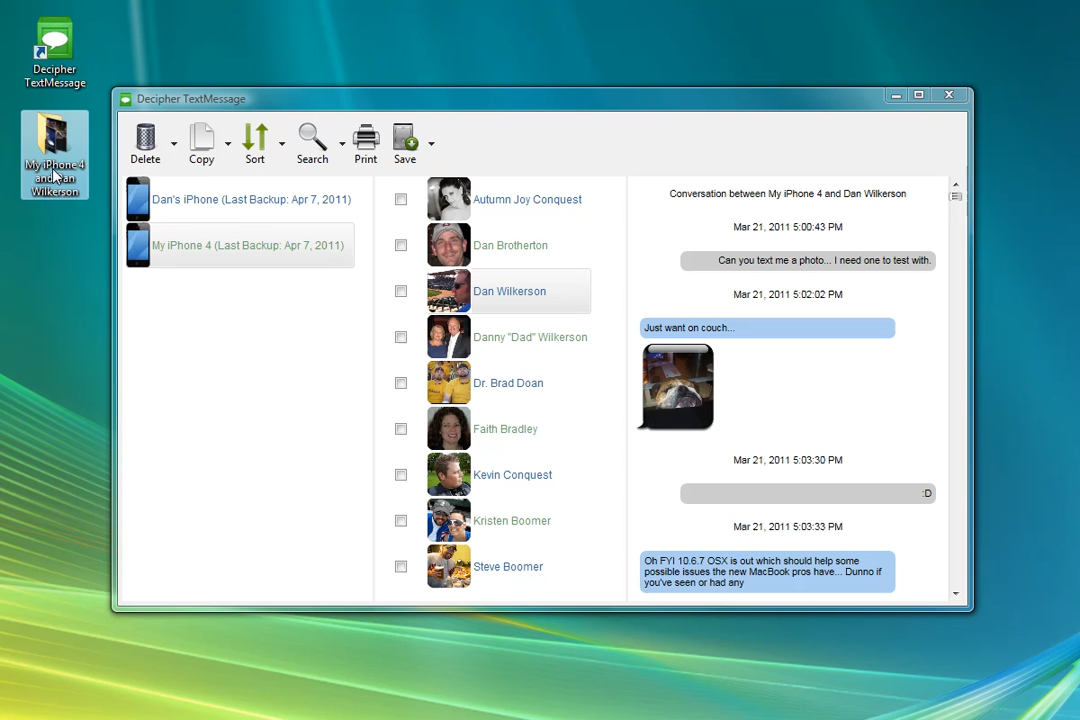 Decipher
TextMessage
My iPhone 4
and Dan
Wilkerson
Decipher TextMessage
Delete
Copy
Sort
Search
Print
Save
Dan's iPhone (Last Backup: Apr 7, 2011)
My iPhone 4 (Last Backup: Apr 7, 2011)
Autumn Joy Conquest
Dan Brotherton
Dan Wilkerson
Danny "Dad" Wilkerson
Dr. Brad Doan
Faith Bradley
Kevin Conquest
Kristen Boomer
Steve Boomer
Conversation between My iPhone 4 and Dan Wilkerson
Mar 21, 2011 5:00:43 PM
Can you text me a photo... I need one to test with.
Mar 21, 2011 5:02:02 PM
Just want on couch...
Mar 21, 2011 5:03:30 PM
:D
Mar 21, 2011 5:03:33 PM
Oh FYI 10.6.7 OSX is out which should help some
possible issues the new MacBook pros have... Dunno if
you've seen or had any